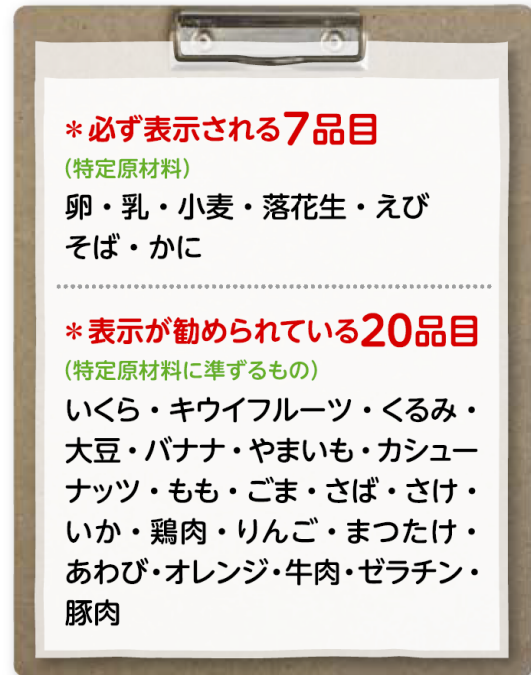 ＊必ず表示される7品目
(特定原材料)
卵・乳・小麦・落花生・えび
そば・かに
＊表示が勧められている20品目
(特定原材料に準ずるもの)
いくら・キウイフルーツ・くるみ・
大豆・バナナ・やまいも・カシュー
ナッツ・もも・ごま・さば・さけ・
いか・鶏肉・りんご・まつたけ・
あわび・オレンジ・牛肉・ゼラチン・
豚肉